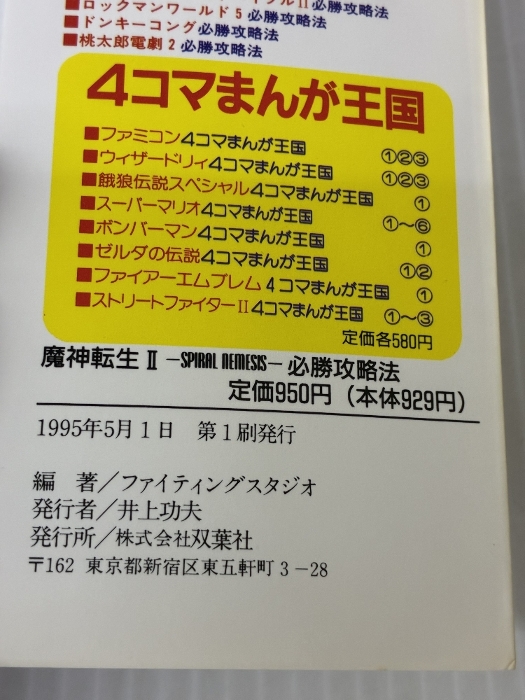 ■ロックマンワールド5必勝攻略法
■ドンキーコング必勝攻略法
■桃太郎電劇2必勝攻略法
4コマまんが王国
■ファミコン4コマまんが王国 ①②③
■ウィザードリィ4コマまんが王国 ①②③
■餓狼伝説スペシャル4コマまんが王国 ①
■スーパーマリオ4コマまんが王国 ①〜⑥
■ボンバーマン4コマまんが王国 ①
■ゼルダの伝説4コマまんが王国 ①②
■ファイアーエムブレム4コマまんが王国 ①
■ストリートファイターII4コマまんが王国 ①〜③
定価各580円
魔神転生II −SPIRAL NEMESIS− 必勝攻略法
定価950円（本体929円）
1995年5月1日 第1刷発行
編 著／ファイティングスタジオ
発行者／井上功夫
発行所／株式会社双葉社
〒162 東京都新宿区東五軒町3−28